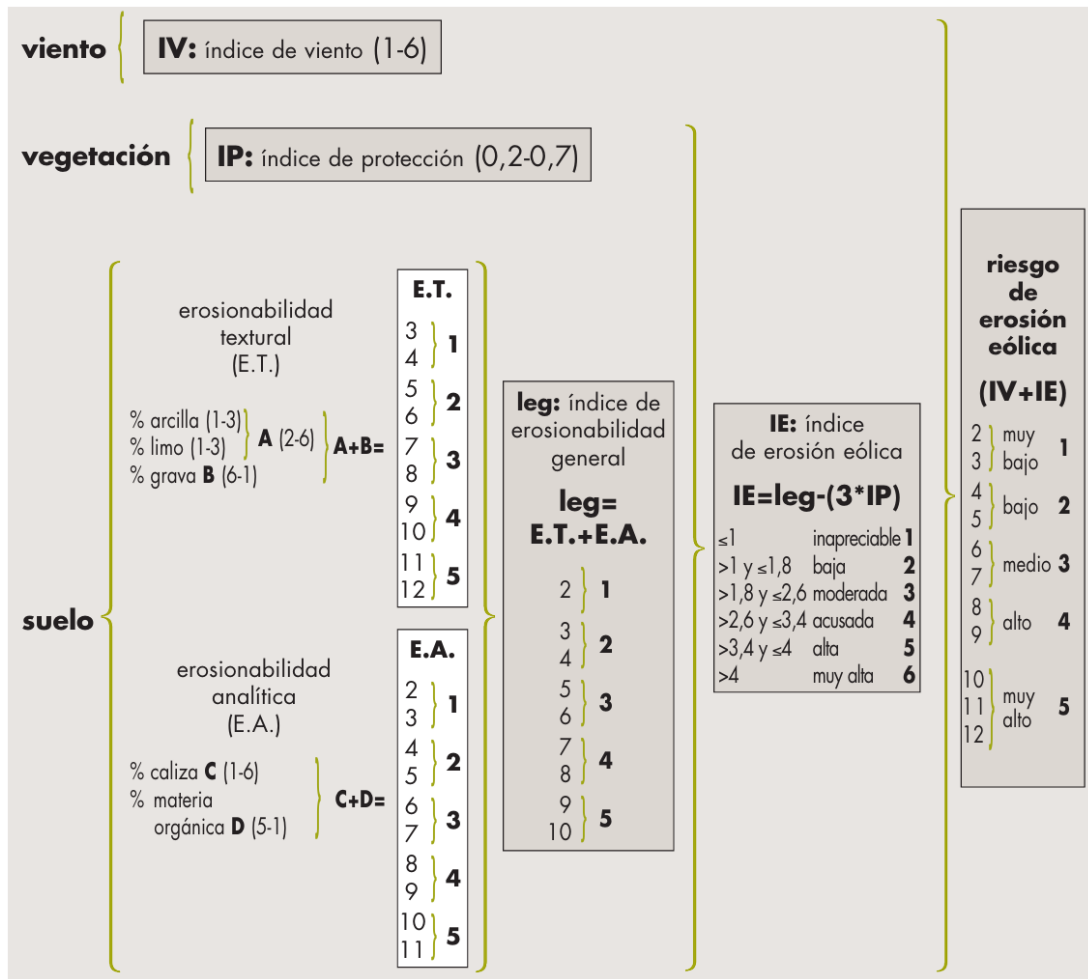 viento
IV: índice de viento (1-6)
vegetación
IP: índice de protección (0,2-0,7)
suelo
erosionabilidad
textural
(E.T.)
% arcilla (1-3)
% limo (1-3)
A (2-6)
% grava B (6-1)
A+B=
E.T.
3
4
1
5
6
2
7
8
3
9
10
4
11
12
5
erosionabilidad
analítica
(E.A.)
% caliza C (1-6)
% materia
orgánica D (5-1)
C+D=
E.A.
2
3
1
4
5
2
6
7
3
8
9
4
10
11
5
Ieg: índice de
erosionabilidad
general
Ieg=
E.T.+E.A.
2
1
3
4
2
5
6
3
7
8
4
9
10
5
IE: índice
de erosión eólica
IE=Ieg-(3*IP)
≤1 inapreciable 1
>1 y ≤1,8 baja 2
>1,8 y ≤2,6 moderada 3
>2,6 y ≤3,4 acusada 4
>3,4 y ≤4 alta 5
>4 muy alta 6
riesgo
de
erosión
eólica
(IV+IE)
2
3
muy
bajo
1
4
5
bajo
2
6
7
medio
3
8
9
alto
4
10
11
12
muy
alto
5